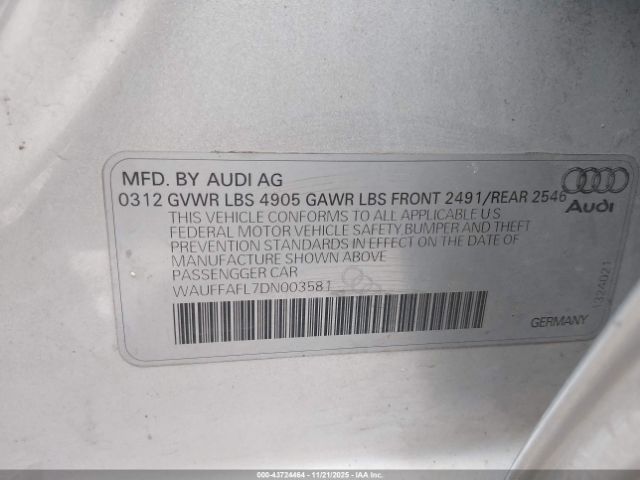 MFD. BY AUDI AG
0312 GVWR LBS 4905 GAWR LBS FRONT 2491/REAR 2546
THIS VEHICLE CONFORMS TO ALL APPLICABLE U S
FEDERAL MOTOR VEHICLE SAFETY BUMPER AND THEFT
PREVENTION STANDARDS IN EFFECT ON THE DATE OF
MANUFACTURE SHOWN ABOVE
PASSENGGER CAR
WAUFFAFL7DN003581
Audi
1324021
GERMANY
000-43724464 - 11/21/2025 - IAA Inc. (COPART)